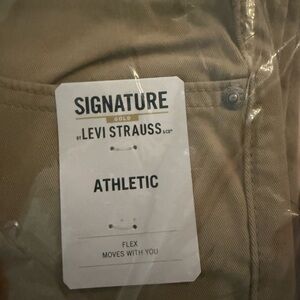 SIGNATURE
GOLD
BY LEVI STRAUSS & CO®
ATHLETIC
FLEX
MOVES WITH YOU